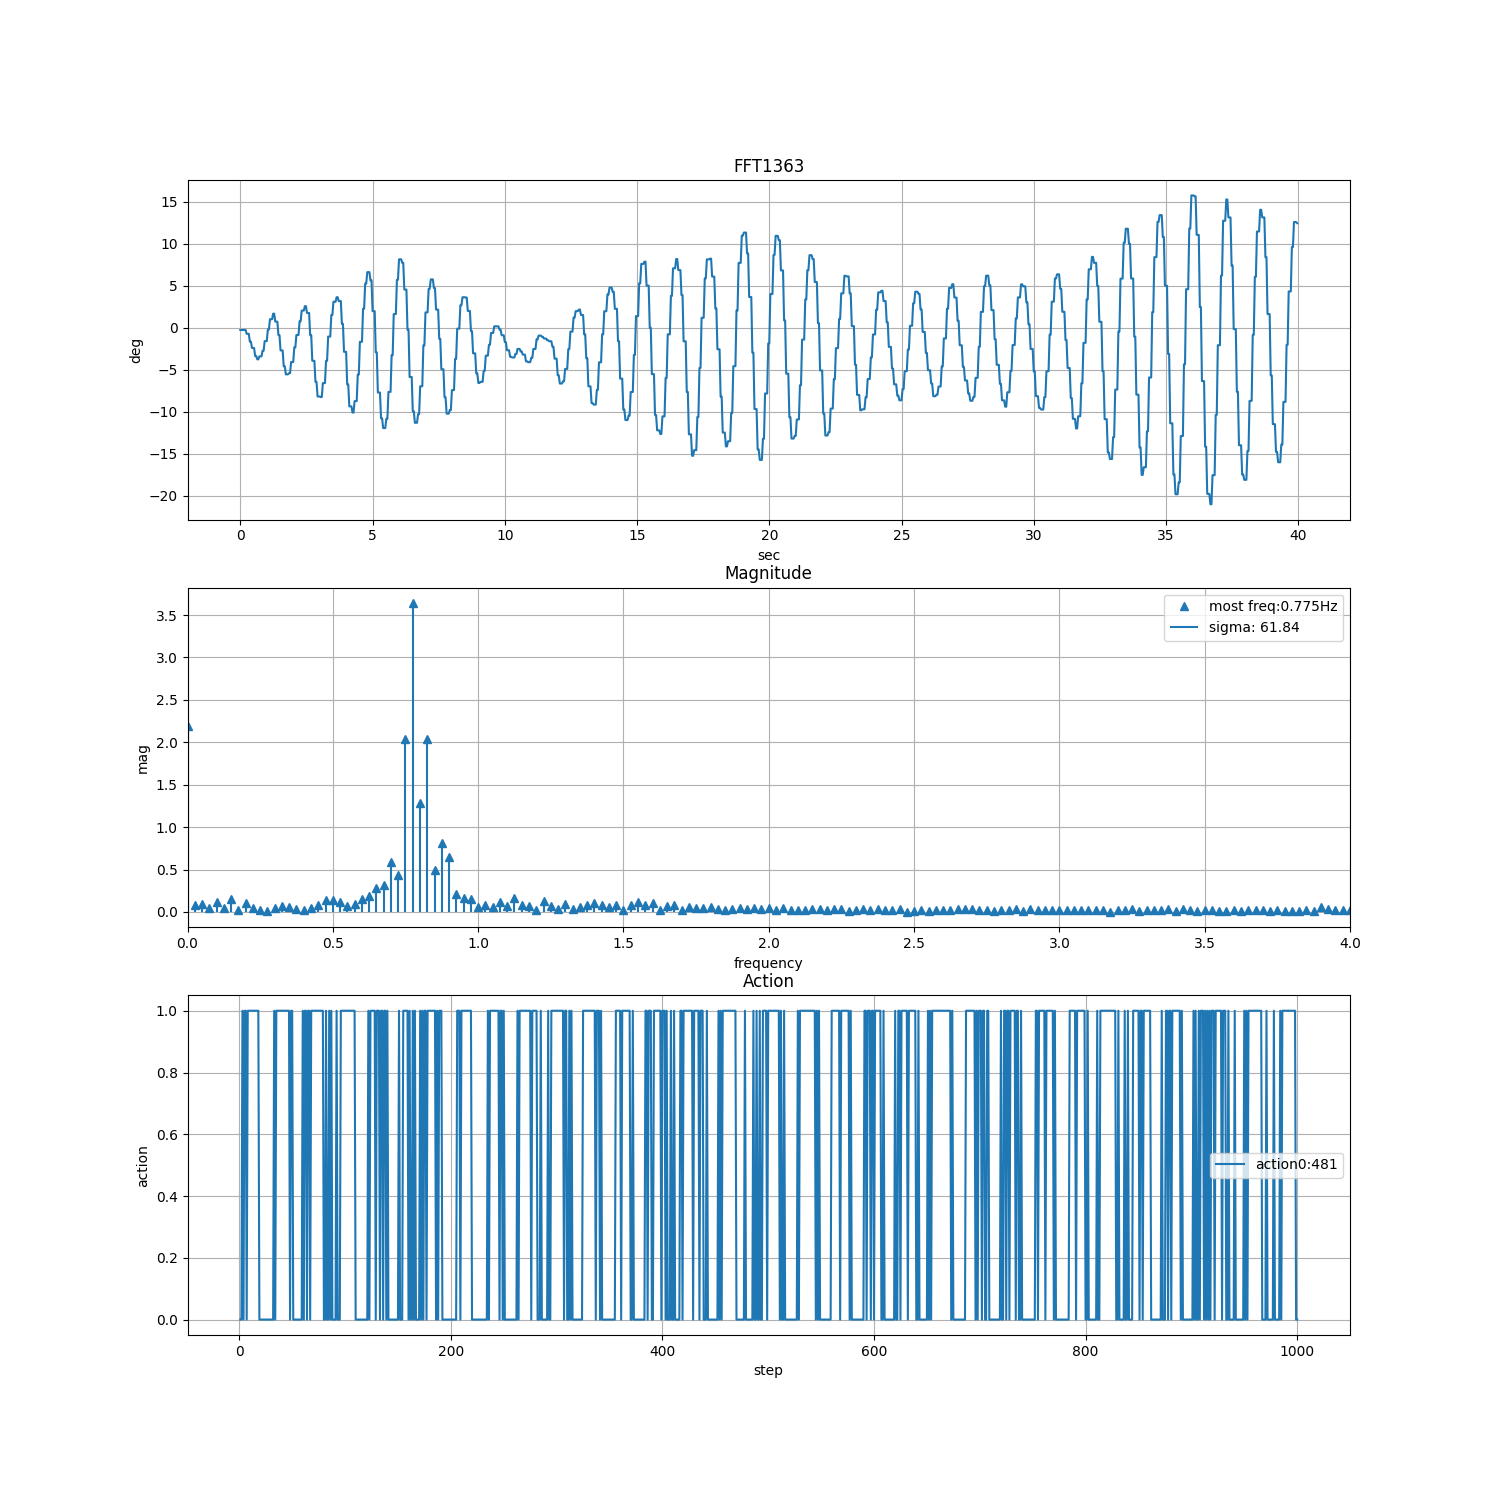 FFT1363
15
10
5
0
−5
−10
−15
−20
deg
0 5 10 15 20 25 30 35 40
sec
Magnitude
3.5
3.0
2.5
2.0
1.5
1.0
0.5
0.0
mag
most freq:0.775Hz
sigma: 61.84
0.0 0.5 1.0 1.5 2.0 2.5 3.0 3.5 4.0
frequency
Action
1.0
0.8
0.6
0.4
0.2
0.0
action
action0:481
0 200 400 600 800 1000
step